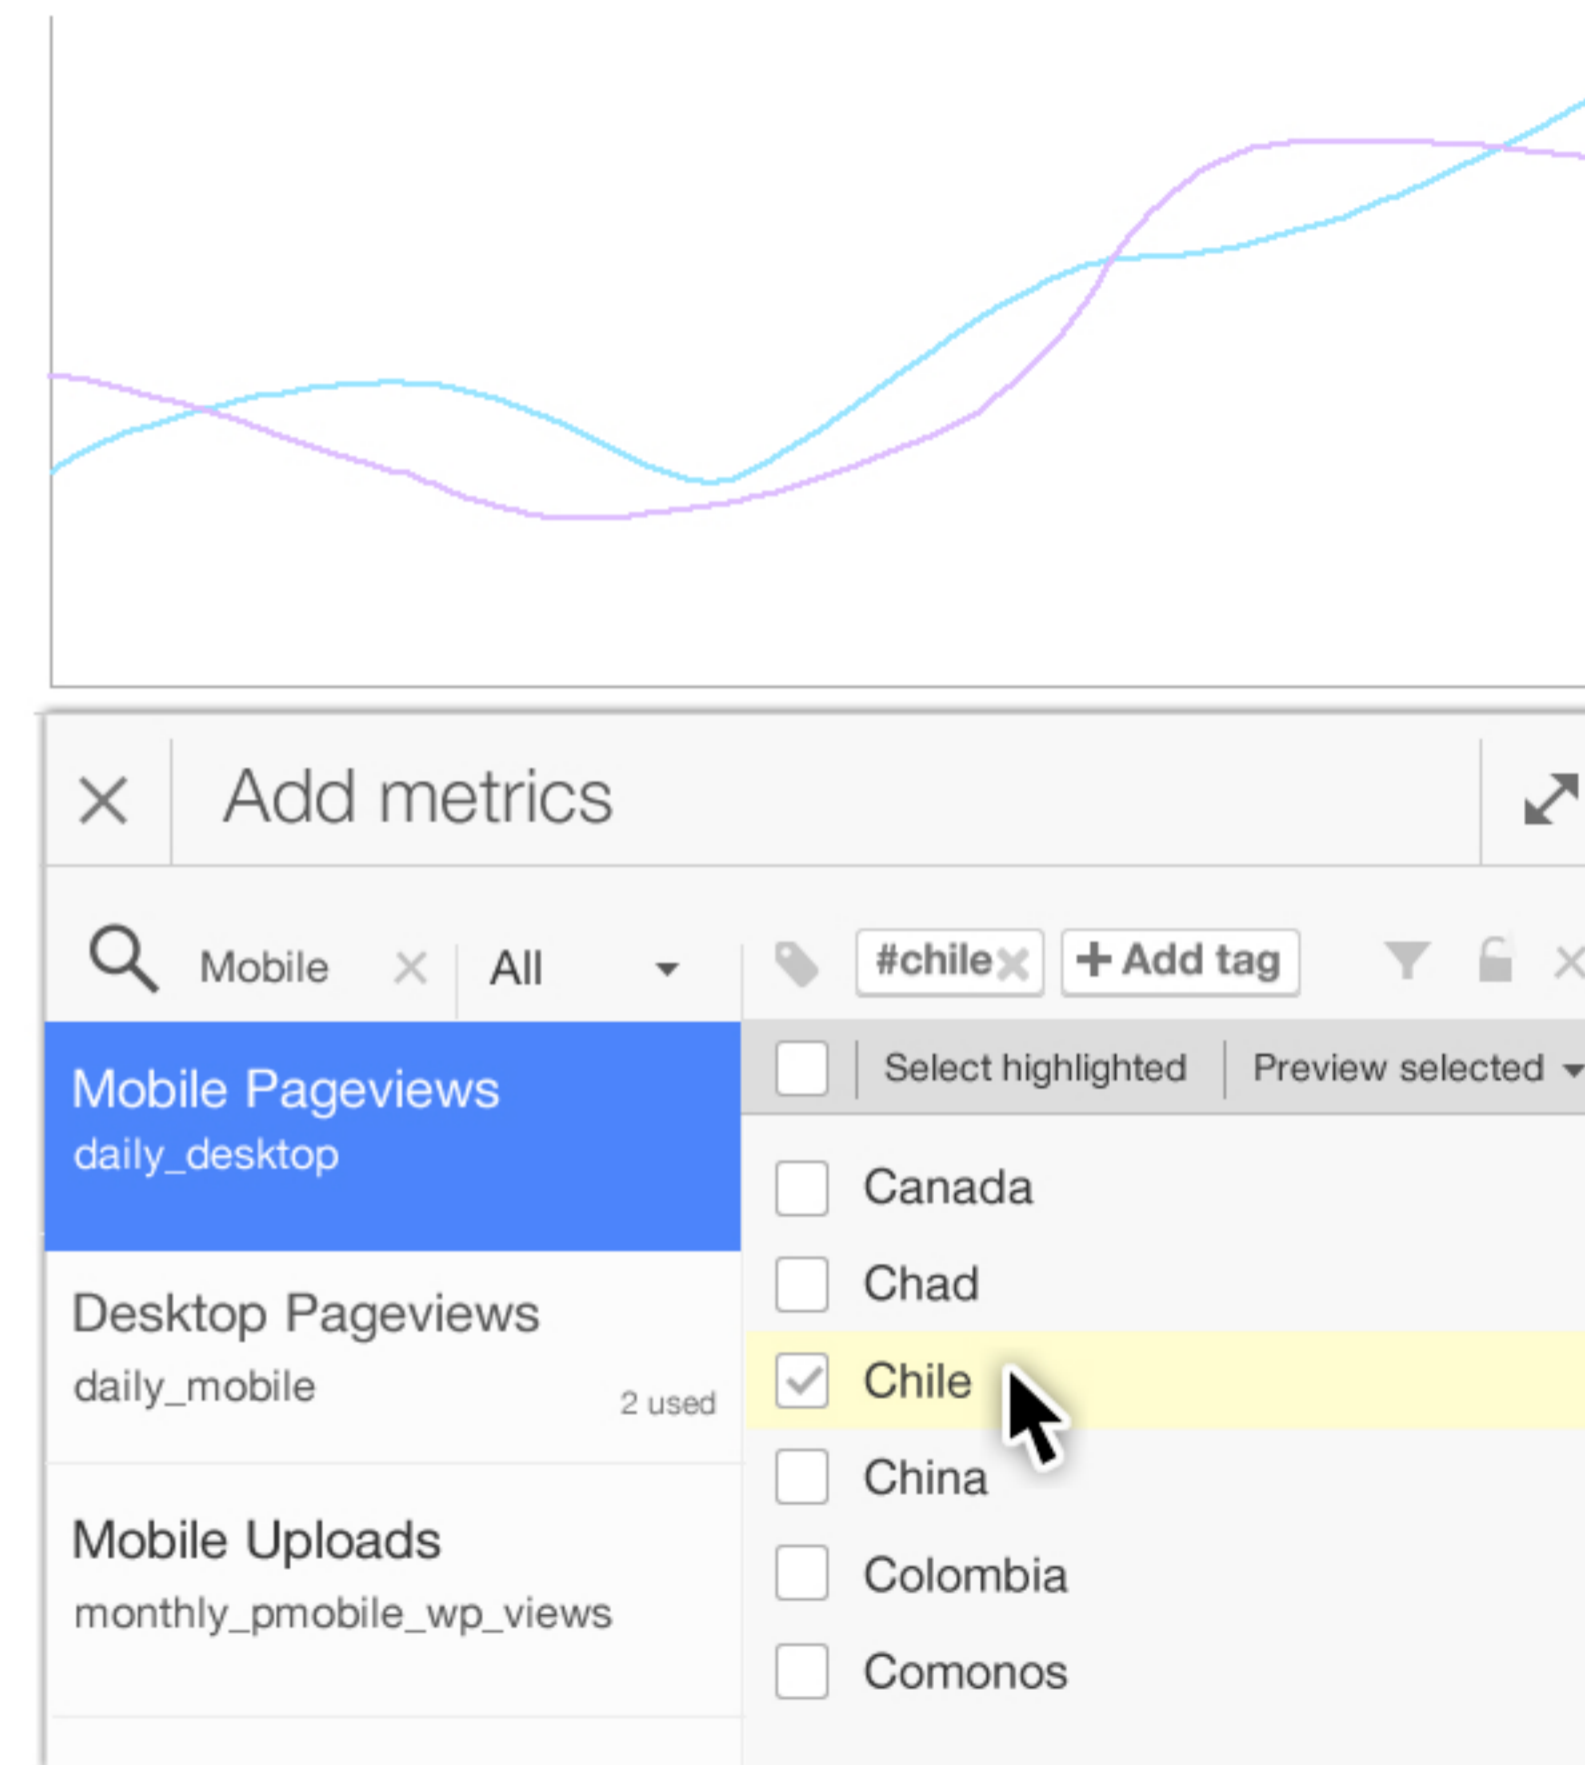 Add metrics
Mobile
All
#chile
+ Add tag
Mobile Pageviews
daily_desktop
Desktop Pageviews
daily_mobile
2 used
Mobile Uploads
monthly_pmobile_wp_views
Select highlighted
Preview selected
Canada
Chad
Chile
China
Colombia
Comonos